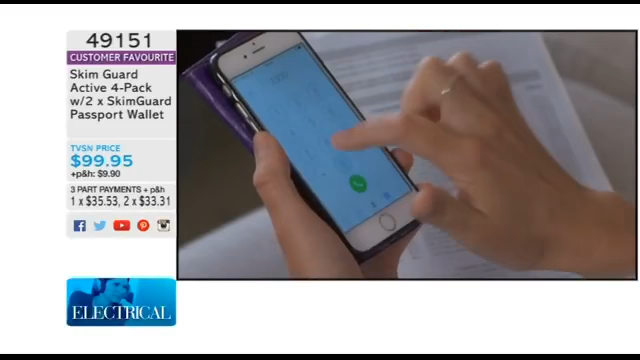 49151
CUSTOMER FAVOURITE
Skim Guard
Active 4-Pack
w/2 x SkimGuard
Passport Wallet
TVSN PRICE
$99.95
+p&h: $9.90
3 PART PAYMENTS + p&h
1 x $35.53, 2 x $33.31
ELECTRICAL